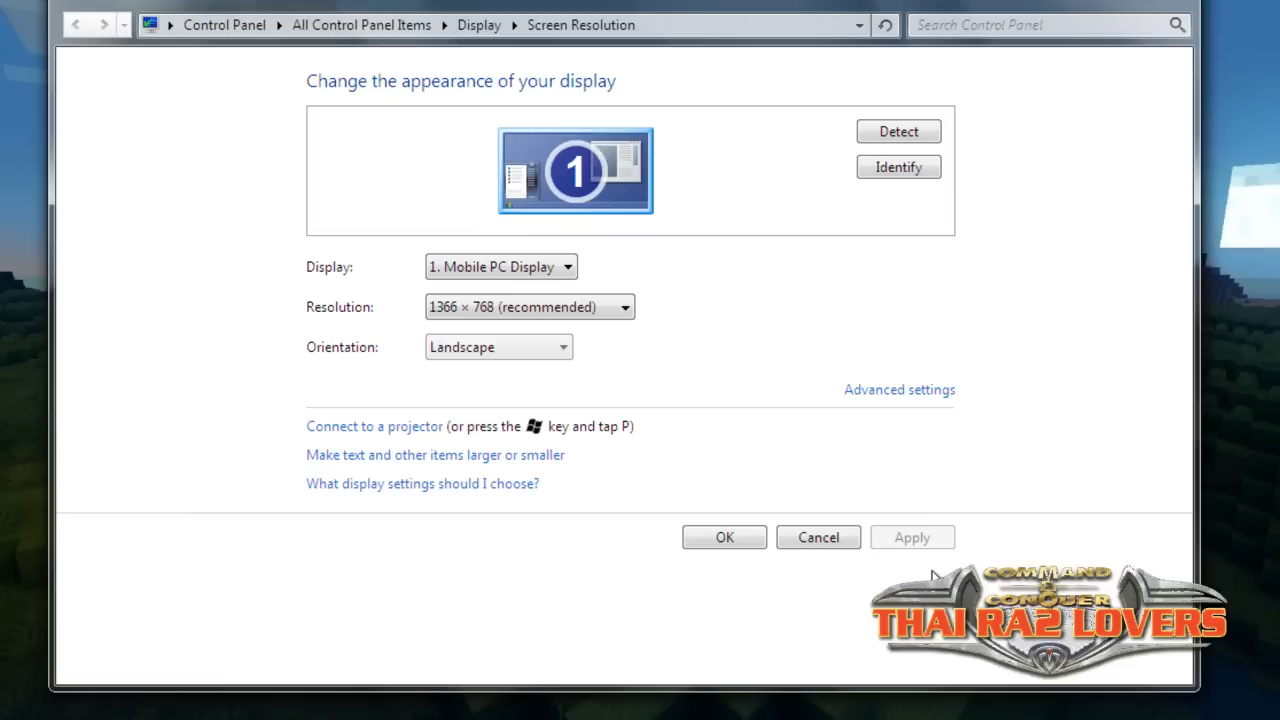 Control Panel ▸ All Control Panel Items ▸ Display ▸ Screen Resolution
Search Control Panel
Change the appearance of your display
1
Detect
Identify
Display: 1. Mobile PC Display
Resolution: 1366 × 768 (recommended)
Orientation: Landscape
Advanced settings
Connect to a projector (or press the key and tap P)
Make text and other items larger or smaller
What display settings should I choose?
OK Cancel Apply
COMMAND
&
CONQUER
THAI RA2 LOVERS